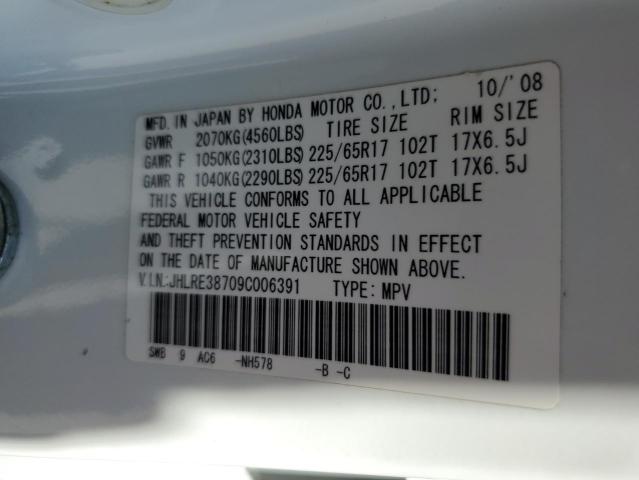 MFD. IN JAPAN BY HONDA MOTOR CO.,LTD; 10/'08
GVWR 2070KG(4560LBS) TIRE SIZE RIM SIZE
GAWR F 1050KG(2310LBS) 225/65R17 102T 17X6.5J
GAWR R 1040KG(2290LBS) 225/65R17 102T 17X6.5J
THIS VEHICLE CONFORMS TO ALL APPLICABLE
FEDERAL MOTOR VEHICLE SAFETY
AND THEFT PREVENTION STANDARDS IN EFFECT
ON THE DATE OF MANUFACTURE SHOWN ABOVE.
V.I.N.:JHLRE38709C006391 TYPE: MPV
SWB 9 AC6 -NH578 -B -C